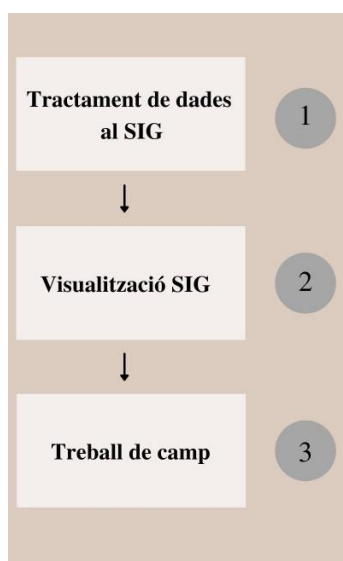 Tractament de dades
al SIG
1
Visualització SIG
2
Treball de camp
3